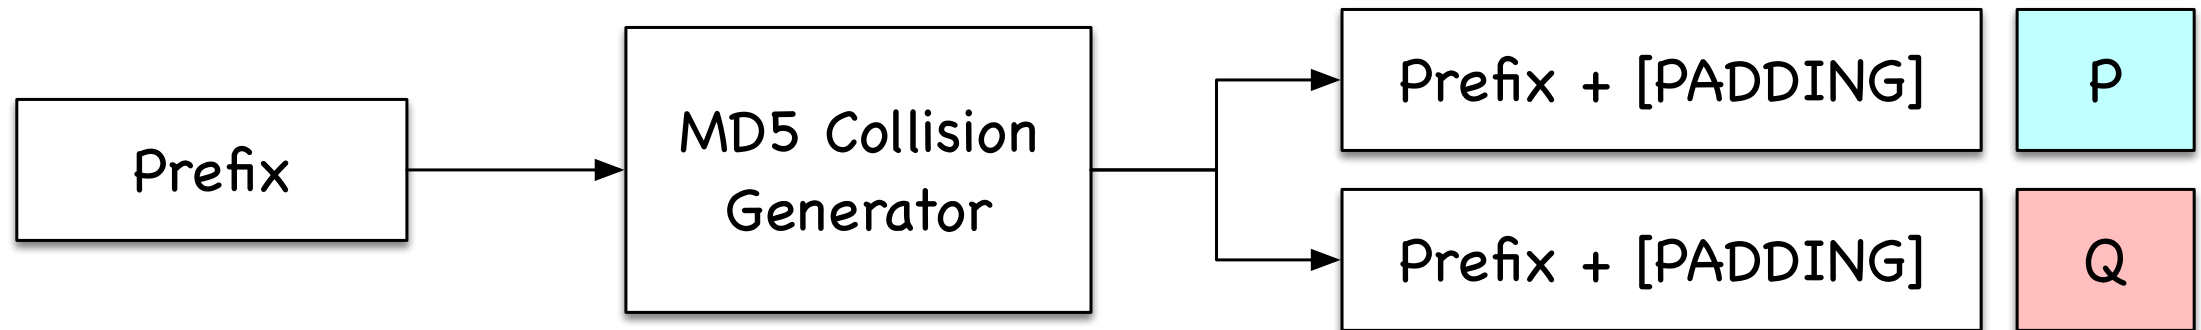 Prefix
MD5 Collision
Generator
Prefix + [PADDING]
P
Prefix + [PADDING]
Q